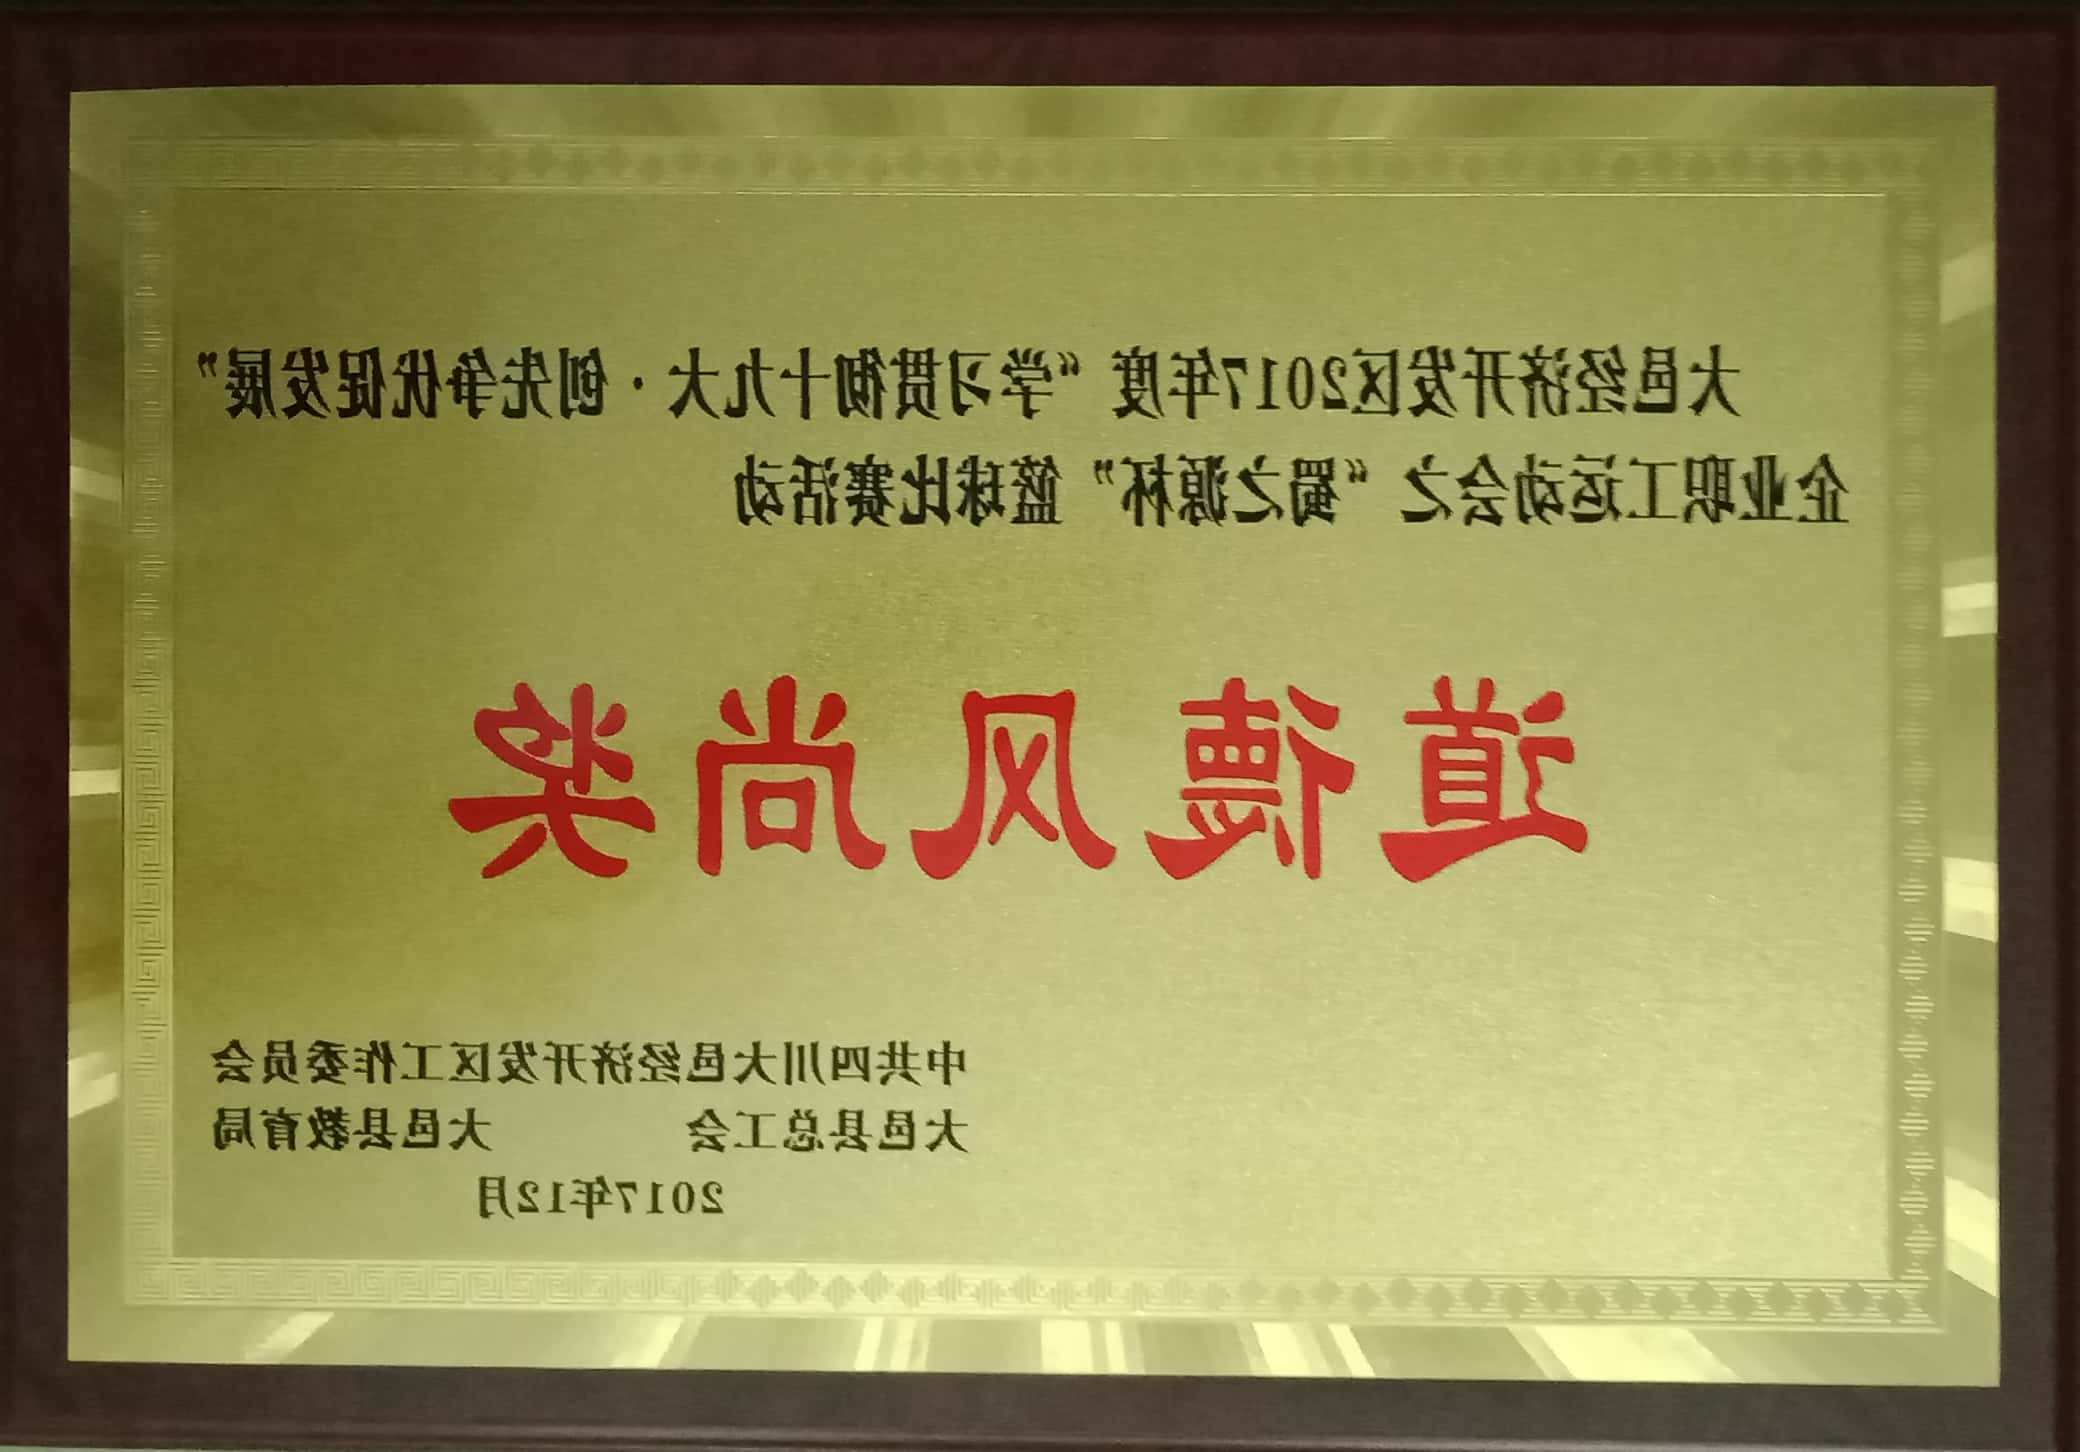 大邑经济开发区2017年度“学习贯彻十九大·创先争优促发展”
企业职工运动会之“蜀之源杯”篮球比赛活动
道德风尚奖
中共四川大邑经济开发区工作委员会
大邑县总工会 大邑县教育局
2017年12月